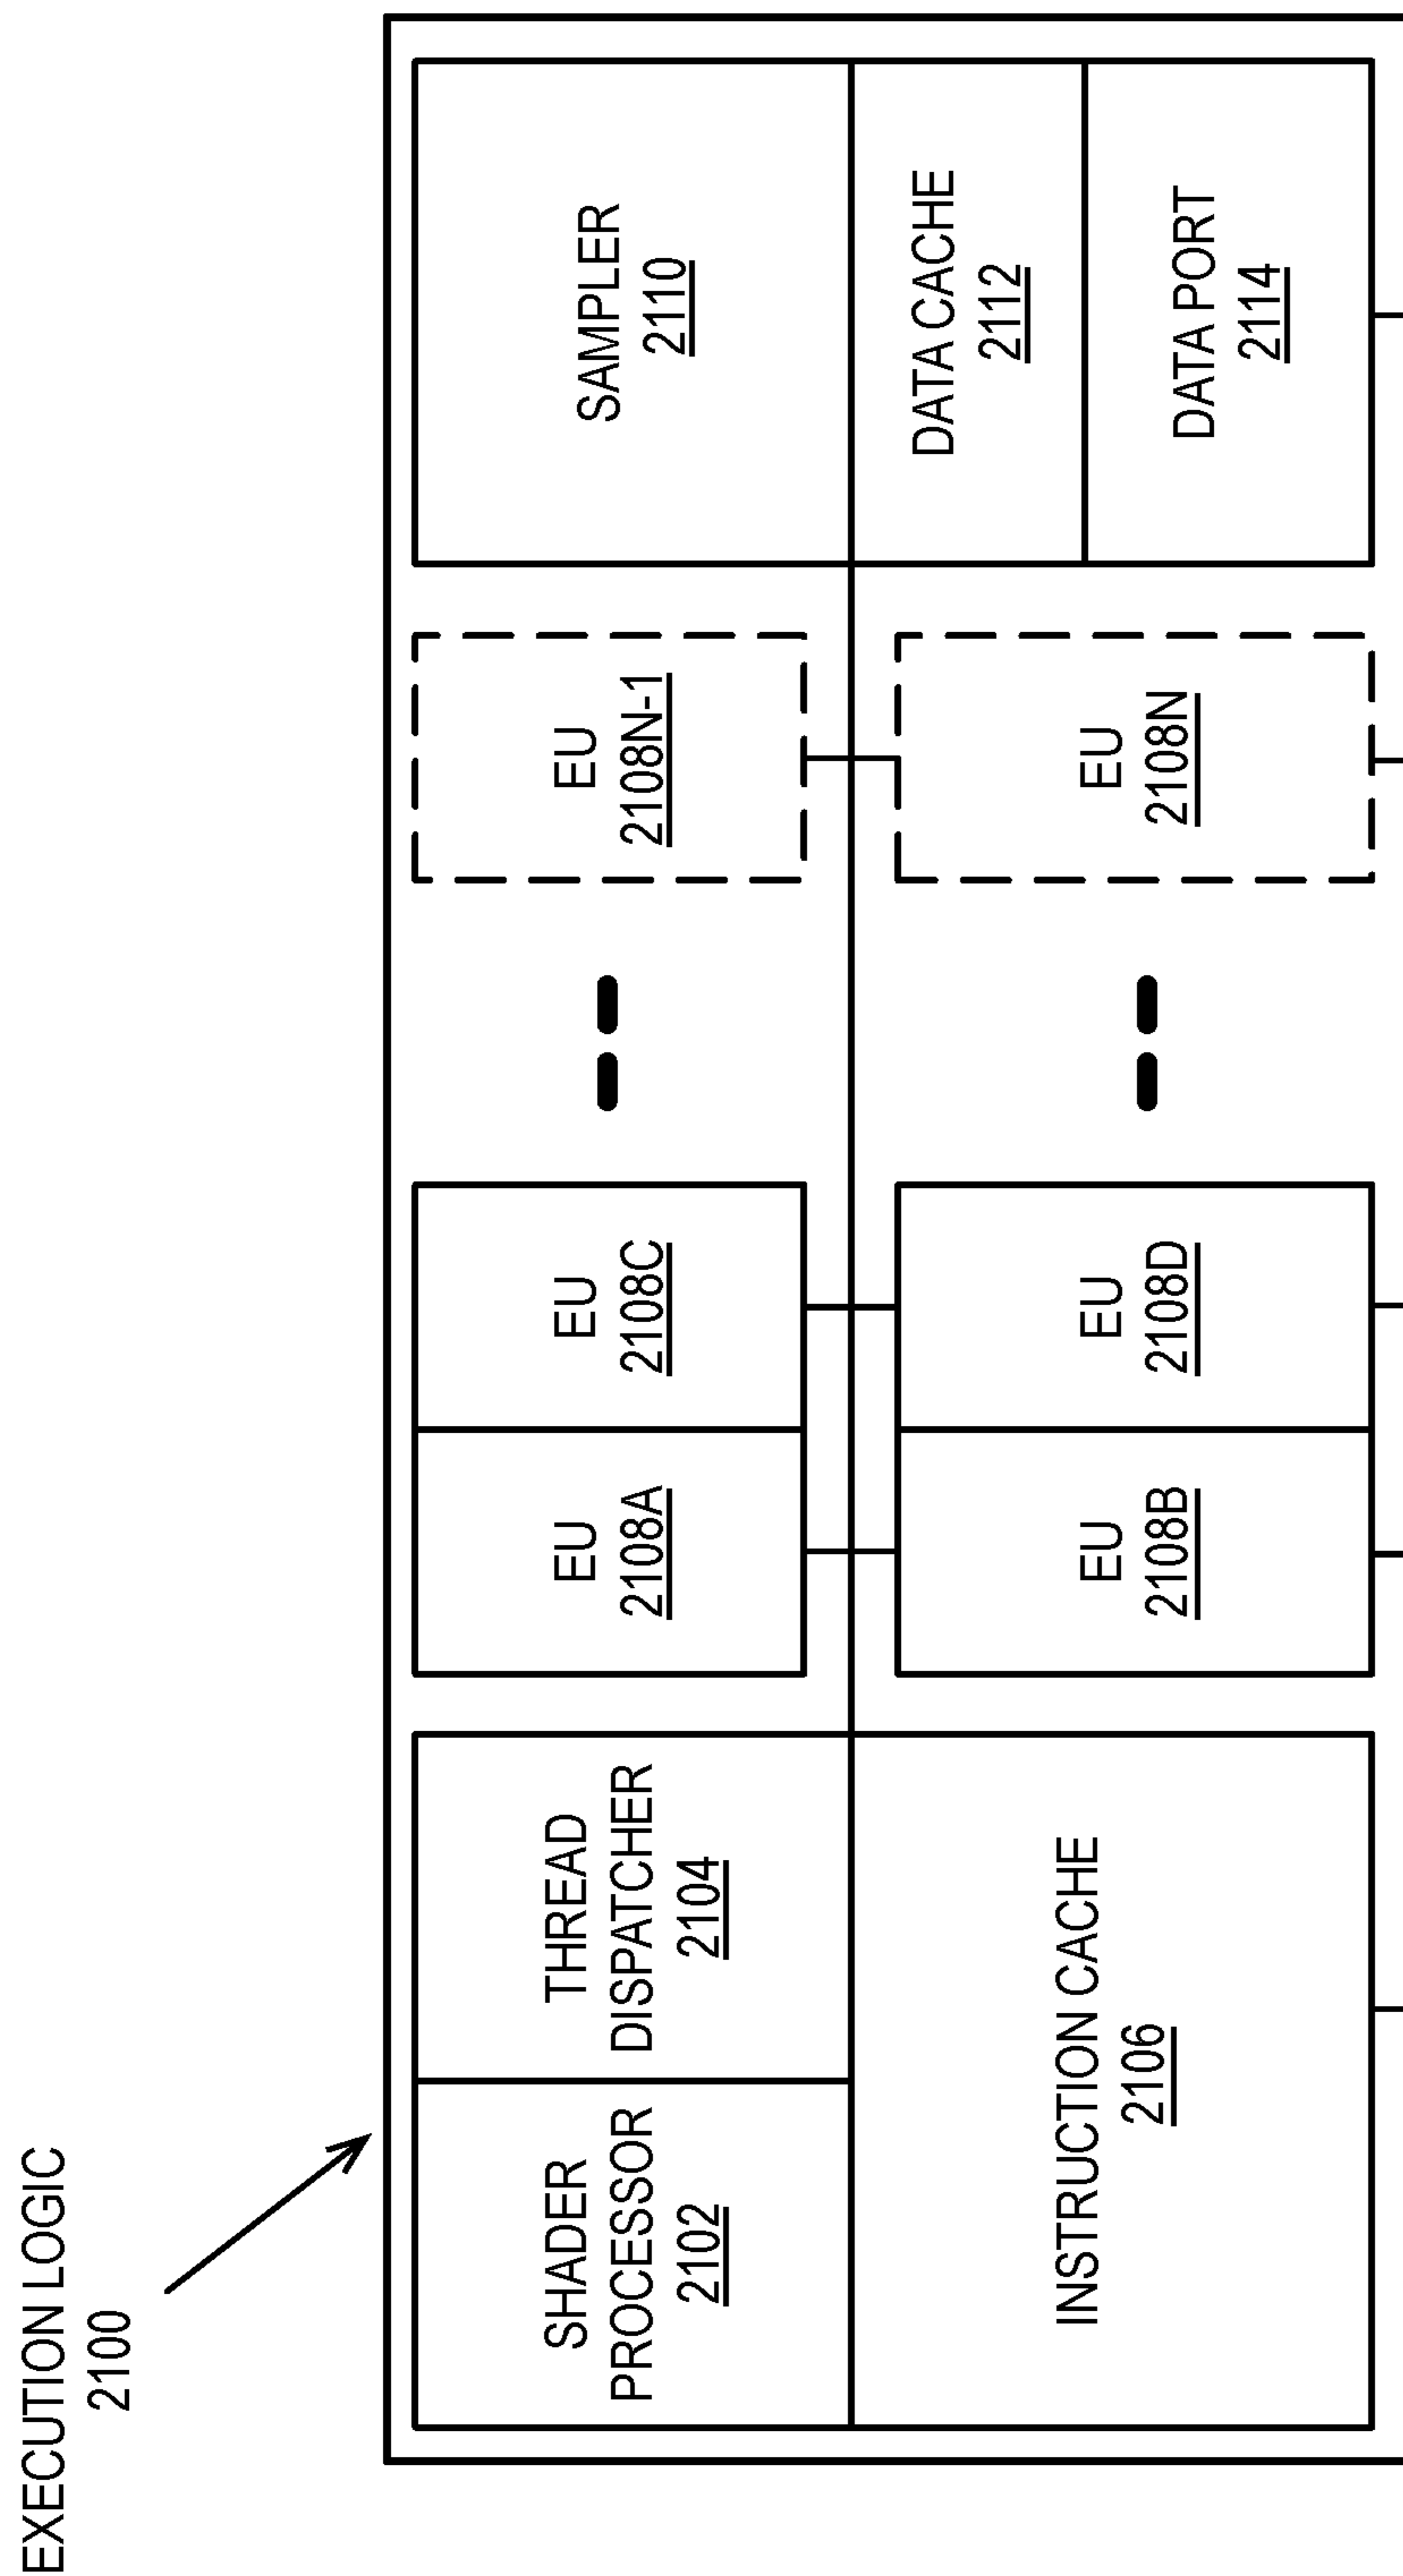 EXECUTION LOGIC
2100
SHADER
PROCESSOR
2102
THREAD
DISPATCHER
2104
EU
2108A
EU
2108C
EU
2108N-1
SAMPLER
2110
INSTRUCTION CACHE
2106
EU
2108B
EU
2108D
EU
2108N
DATA CACHE
2112
DATA PORT
2114